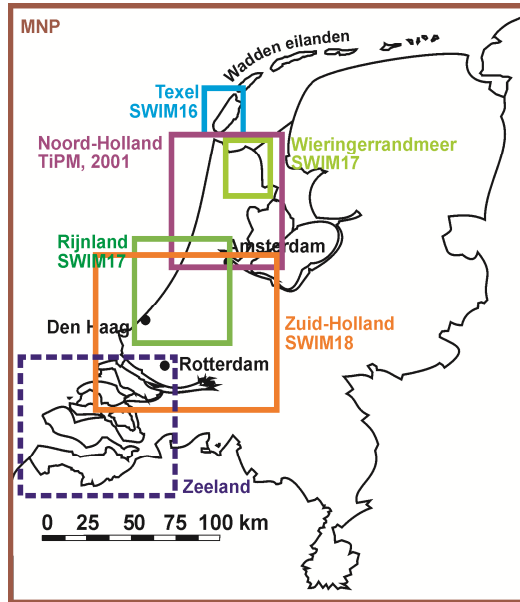 MNP
Wadden eilanden
Texel
SWIM16
Noord-Holland
TiPM, 2001
Wieringerrandmeer
SWIM17
Rijnland
SWIM17
Amsterdam
Den Haag
Zuid-Holland
SWIM18
Rotterdam
Zeeland
0 25 50 75 100 km